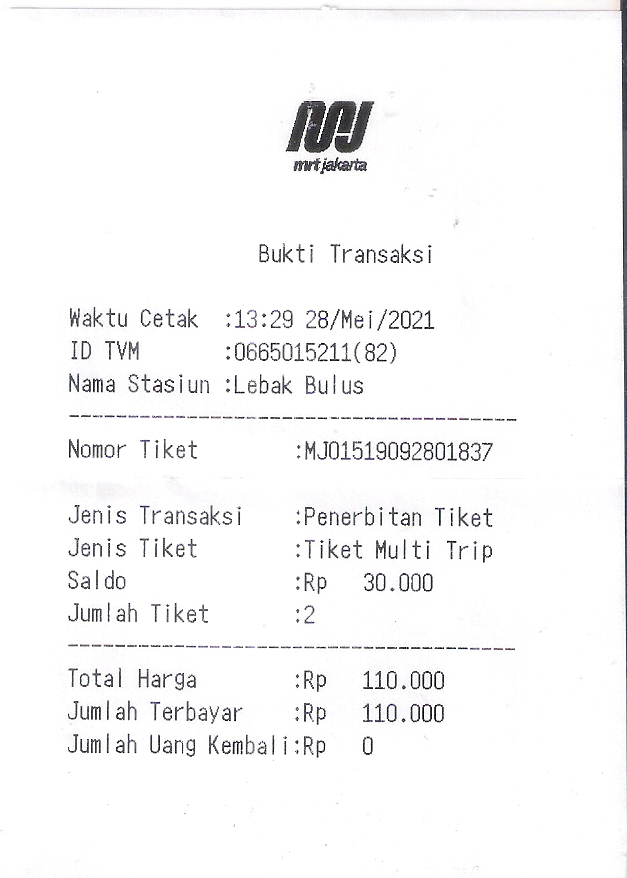 mrt jakarta
Bukti Transaksi
Waktu Cetak :13:29 28/Mei/2021
ID TVM :0665015211(82)
Nama Stasiun :Lebak Bulus
--------------------------------------
Nomor Tiket :MJ01519092801837
Jenis Transaksi :Penerbitan Tiket
Jenis Tiket :Tiket Multi Trip
Saldo :Rp 30.000
Jumlah Tiket :2
--------------------------------------
Total Harga :Rp 110.000
Jumlah Terbayar :Rp 110.000
Jumlah Uang Kembali:Rp 0